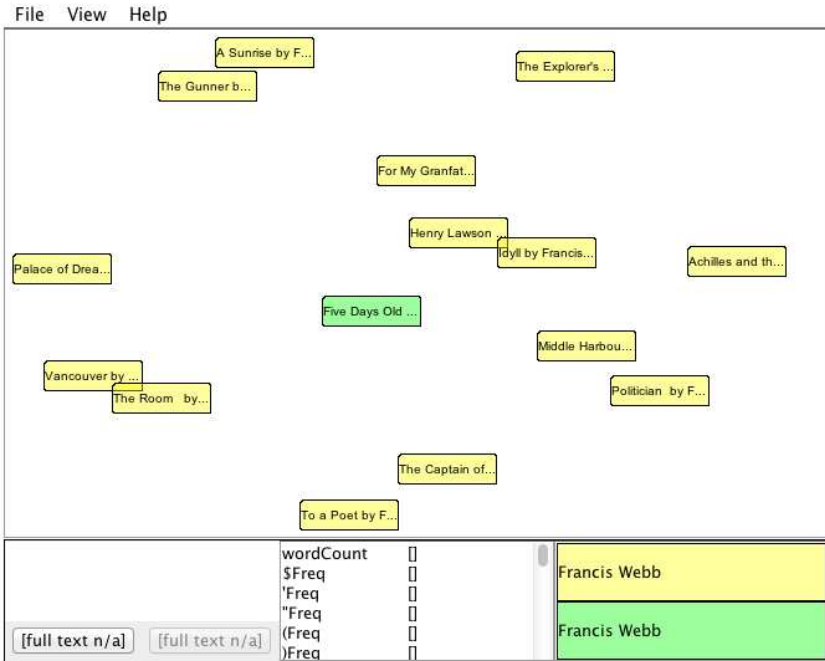 File View Help
A Sunrise by F...
The Explorer's ...
The Gunner b...
For My Granfat...
Henry Lawson ...
Idyll by Francis...
Achilles and th...
Palace of Drea...
Five Days Old ...
Middle Harbou...
Vancouver by ...
Politician by F...
The Room by...
The Captain of...
To a Poet by F...
wordCount []
$Freq []
'Freq []
"Freq []
(Freq []
)Freq []
[full text n/a] [full text n/a]
Francis Webb
Francis Webb